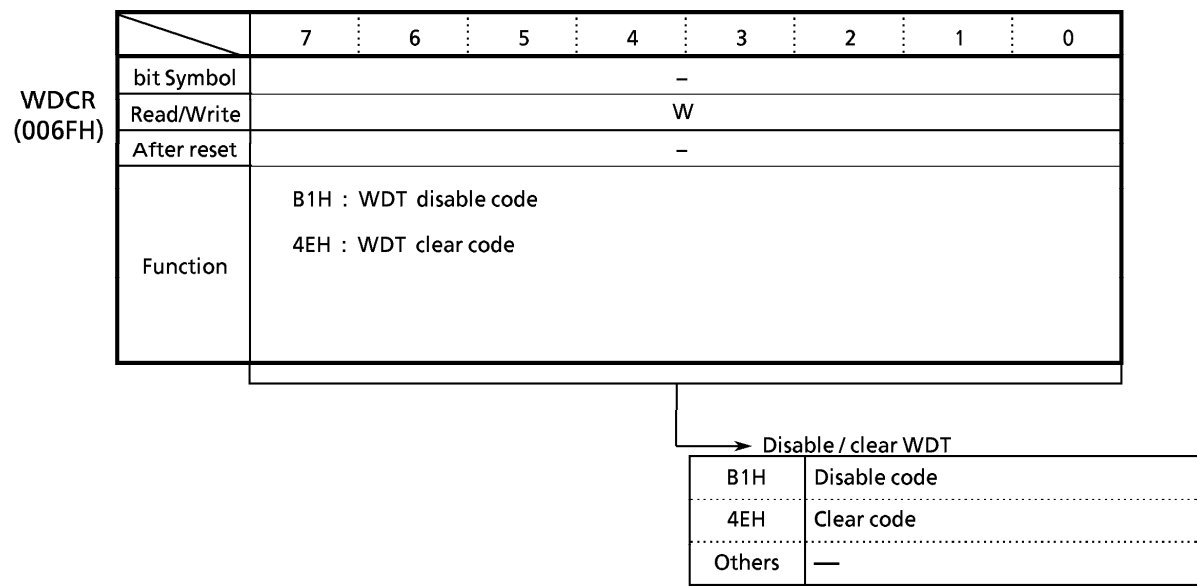 7 6 5 4 3 2 1 0
WDCR
(006FH)
bit Symbol –
Read/Write W
After reset –
Function
B1H : WDT disable code
4EH : WDT clear code
Disable / clear WDT
B1H Disable code
4EH Clear code
Others —